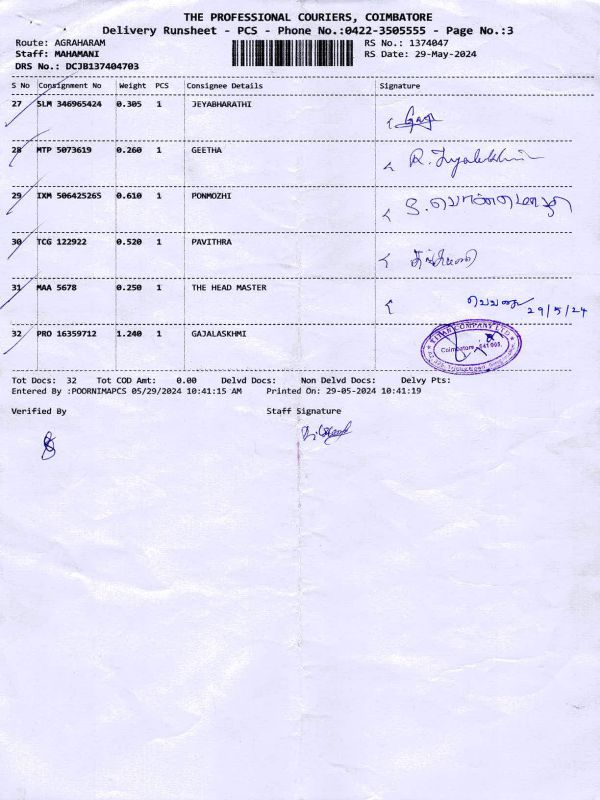 THE PROFESSIONAL COURIERS, COIMBATORE
Delivery Runsheet - PCS - Phone No.:0422-3505555 - Page No.:3
Route: AGRAHARAM RS No.: 1374047
Staff: MAHAMANI RS Date: 29-May-2024
DRS No.: DCJB137404703
S No Consignment No Weight PCS Consignee Details Signature
27 SLM 346965424 0.305 1 JEYABHARATHI
28 MTP 5073619 0.260 1 GEETHA
29 IXM 506425265 0.610 1 PONMOZHI
30 TCG 122922 0.520 1 PAVITHRA
31 MAA 5678 0.250 1 THE HEAD MASTER 29/5/24
32 PRO 16359712 1.240 1 GAJALASKHMI
TITAN COMPANY LTD
Coimbatore
Tot Docs: 32 Tot COD Amt: 0.00 Delvd Docs: Non Delvd Docs: Delvy Pts:
Entered By :POORNIMAPCS 05/29/2024 10:41:15 AM Printed On: 29-05-2024 10:41:19
Verified By Staff Signature